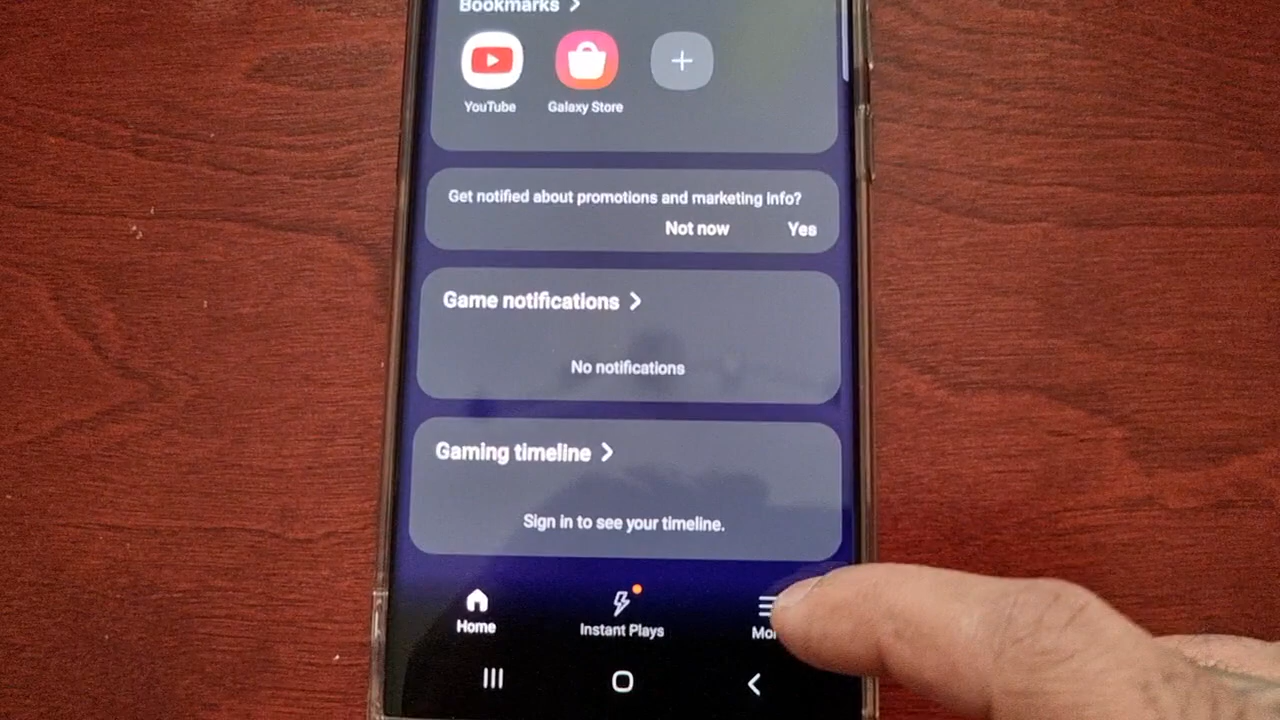 Bookmarks
YouTube
Galaxy Store
Get notified about promotions and marketing info?
Not now
Yes
Game notifications
No notifications
Gaming timeline
Sign in to see your timeline.
Home
Instant Plays